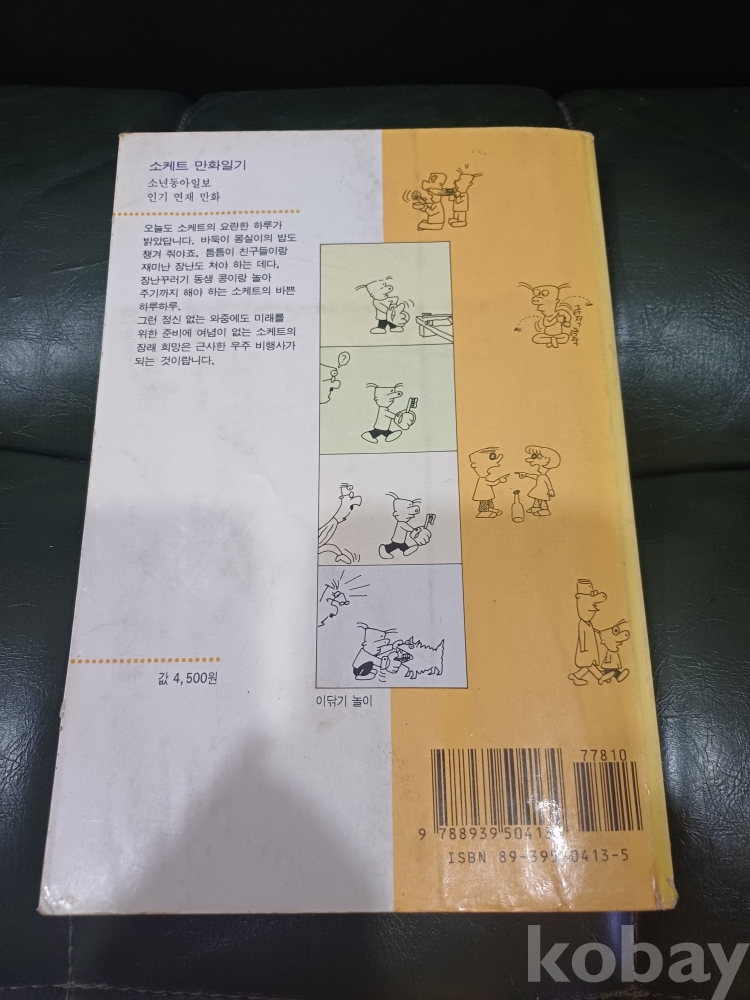 소케트 만화일기
소년동아일보
인기 연재 만화
오늘도 소케트의 요란한 하루가
밝았답니다. 바둑이 몽실이의 밥도
챙겨 줘야죠, 틈틈이 친구들이랑
재미난 장난도 쳐야 하는 데다,
장난꾸러기 동생 콩이랑 놀아
주기까지 해야 하는 소케트의 바쁜
하루하루.
그런 정신 없는 와중에도 미래를
위한 준비에 여념이 없는 소케트의
장래 희망은 근사한 우주 비행사가
되는 것이랍니다.
?
값 4,500원
이닦기 놀이
77810
9 788939 50413
ISBN 89-395-0413-5
kobay